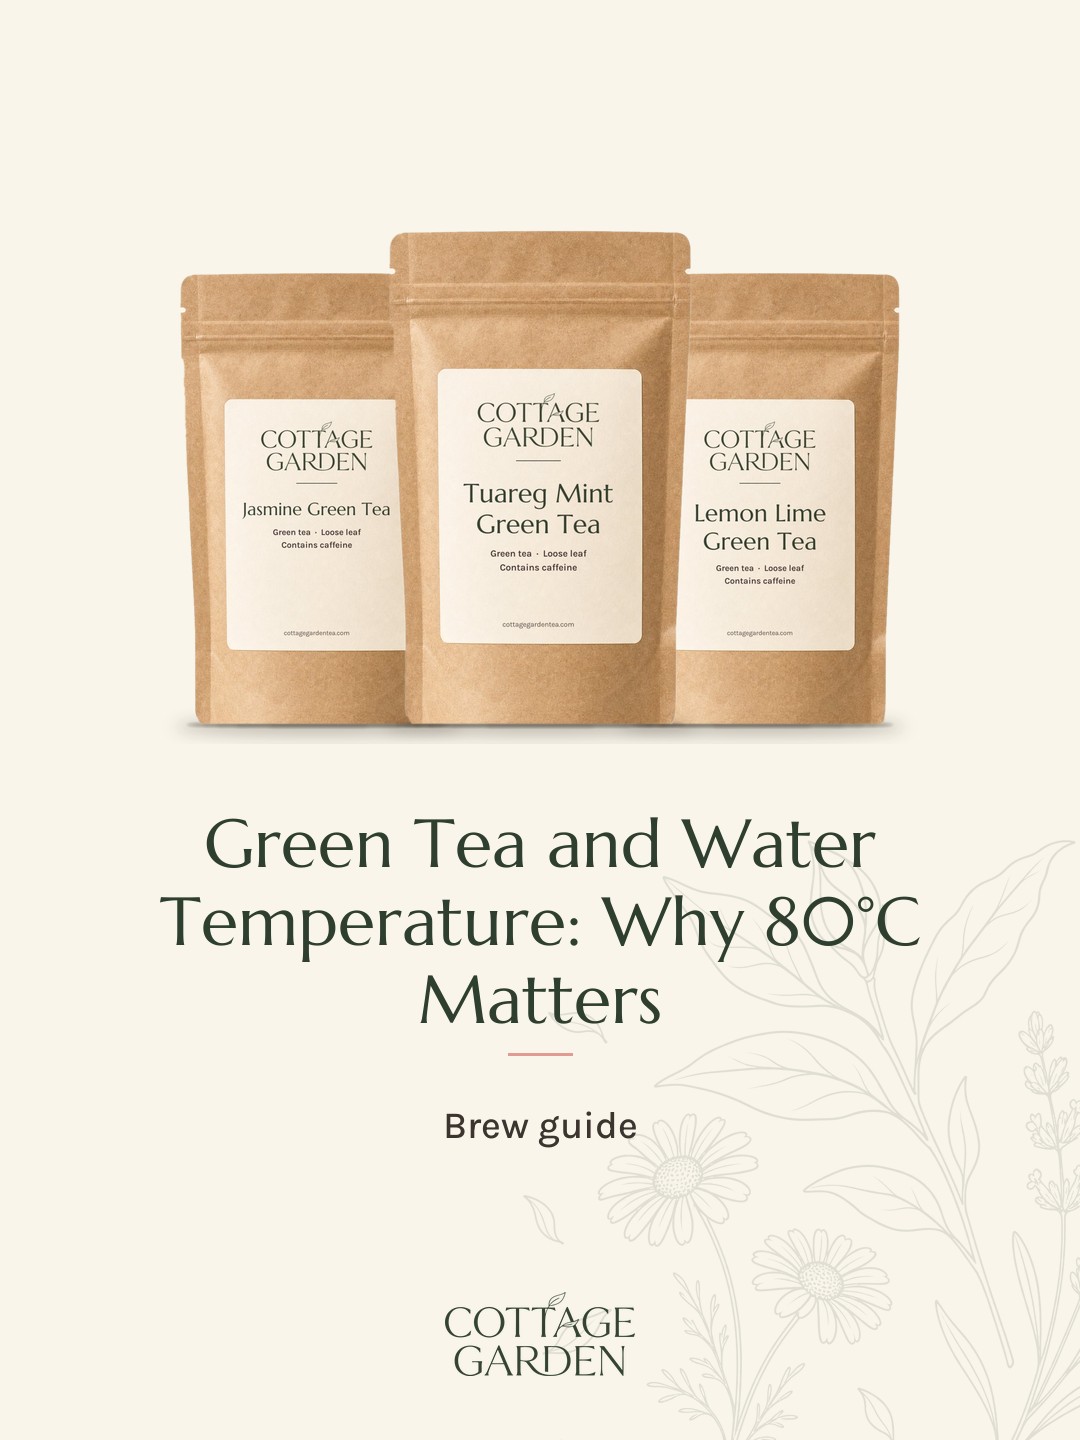 COTTAGE
GARDEN
Jasmine Green Tea
Green tea · Loose leaf
Contains caffeine
cottagegardentea.com
COTTAGE
GARDEN
Tuareg Mint
Green Tea
Green tea · Loose leaf
Contains caffeine
cottagegardentea.com
COTTAGE
GARDEN
Lemon Lime
Green Tea
Green tea · Loose leaf
Contains caffeine
cottagegardentea.com
Green Tea and Water
Temperature: Why 80°C
Matters
Brew guide
COTTAGE
GARDEN